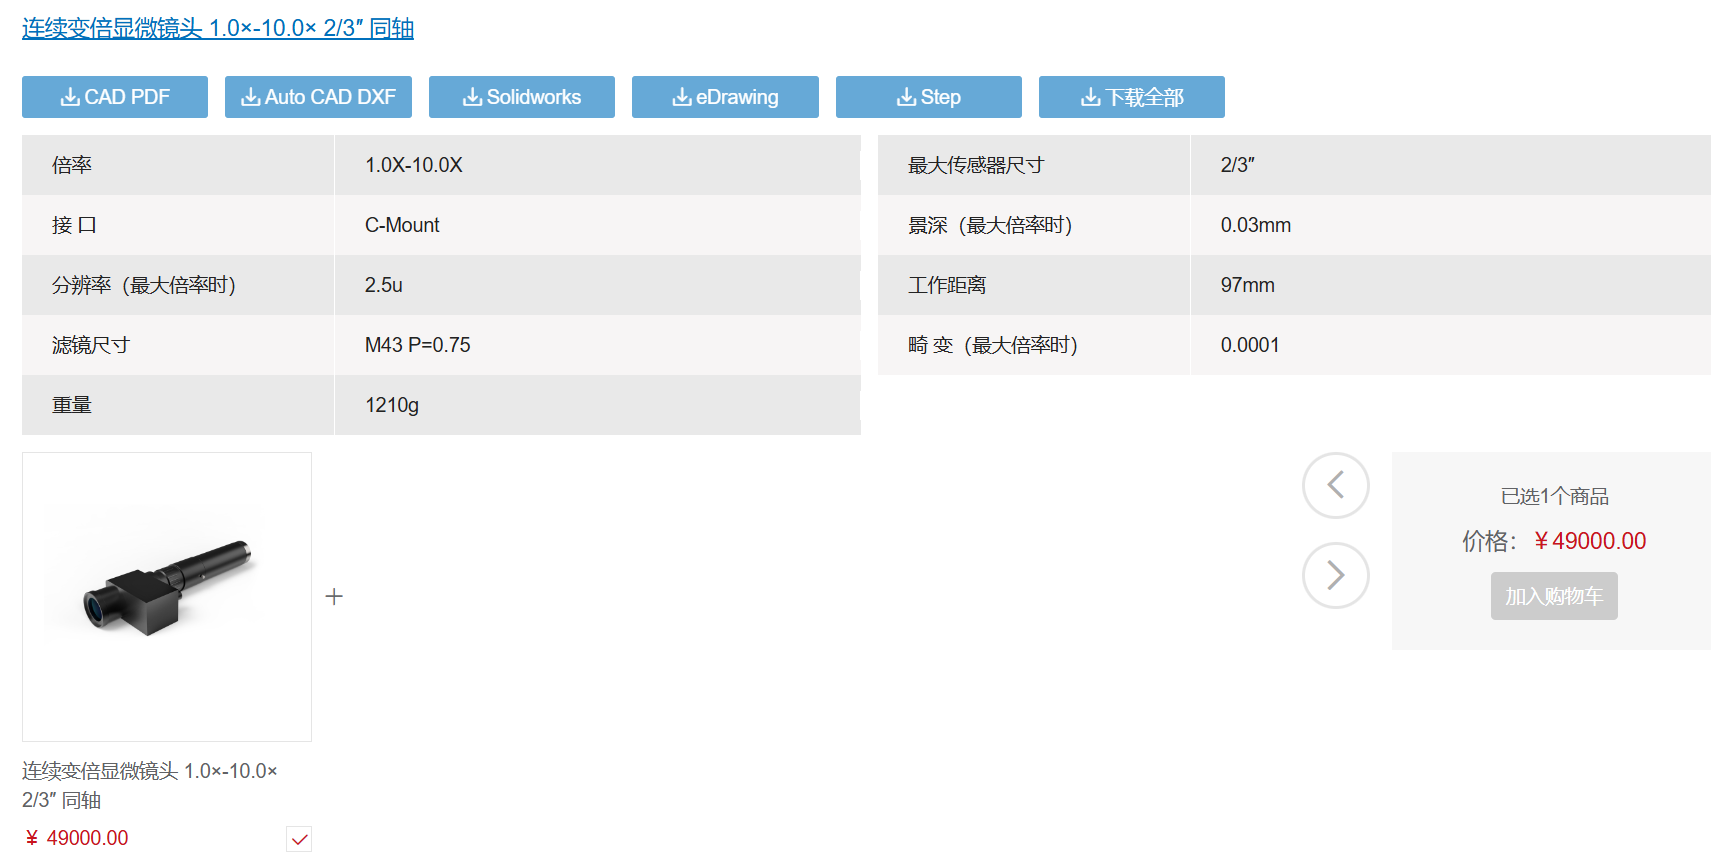 连续变倍显微镜头 1.0×-10.0× 2/3″ 同轴
CAD PDF
Auto CAD DXF
Solidworks
eDrawing
Step
下载全部
倍率 1.0X-10.0X
最大传感器尺寸 2/3″
接 口 C-Mount
景深（最大倍率时） 0.03mm
分辨率（最大倍率时） 2.5u
工作距离 97mm
滤镜尺寸 M43 P=0.75
畸 变（最大倍率时） 0.0001
重量 1210g
已选1个商品
价格： ¥ 49000.00
加入购物车
连续变倍显微镜头 1.0×-10.0×
2/3″ 同轴
¥ 49000.00